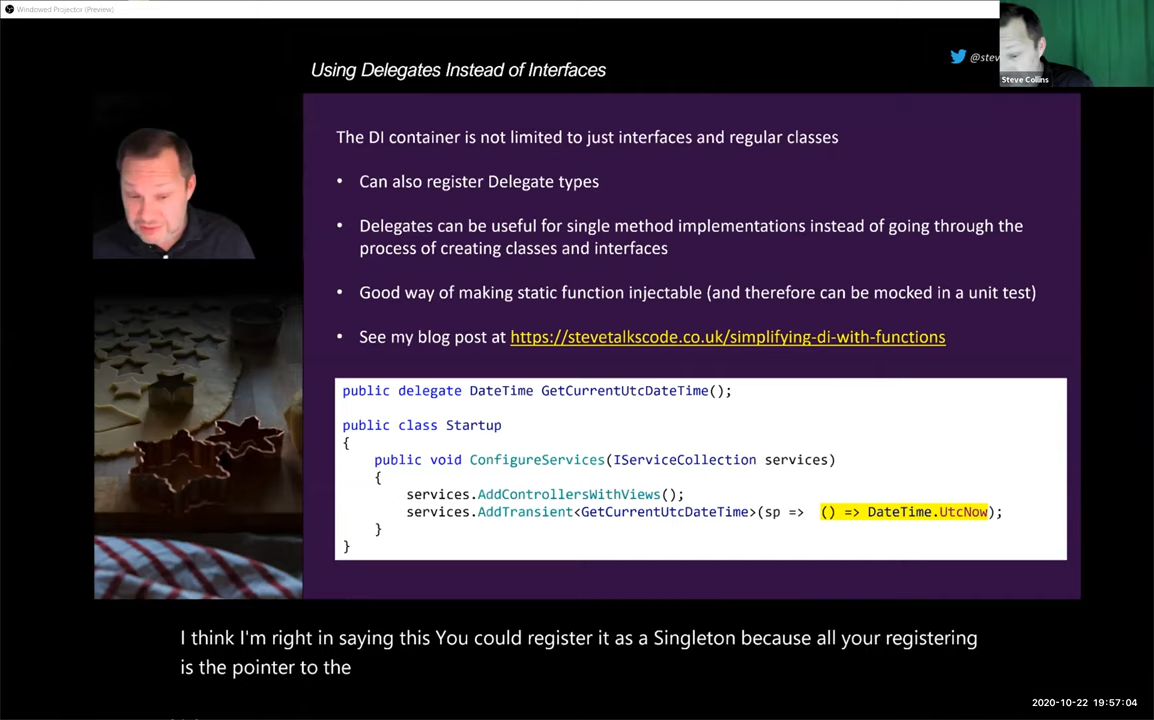 Windowed Projector (Preview)
@stev
Steve Collins
Using Delegates Instead of Interfaces
The DI container is not limited to just interfaces and regular classes
• Can also register Delegate types
• Delegates can be useful for single method implementations instead of going through the
process of creating classes and interfaces
• Good way of making static function injectable (and therefore can be mocked in a unit test)
• See my blog post at https://stevetalkscode.co.uk/simplifying-di-with-functions
public delegate DateTime GetCurrentUtcDateTime();
public class Startup
{
public void ConfigureServices(IServiceCollection services)
{
services.AddControllersWithViews();
services.AddTransient<GetCurrentUtcDateTime>(sp => () => DateTime.UtcNow);
}
}
I think I'm right in saying this You could register it as a Singleton because all your registering
is the pointer to the
2020-10-22 19:57:04